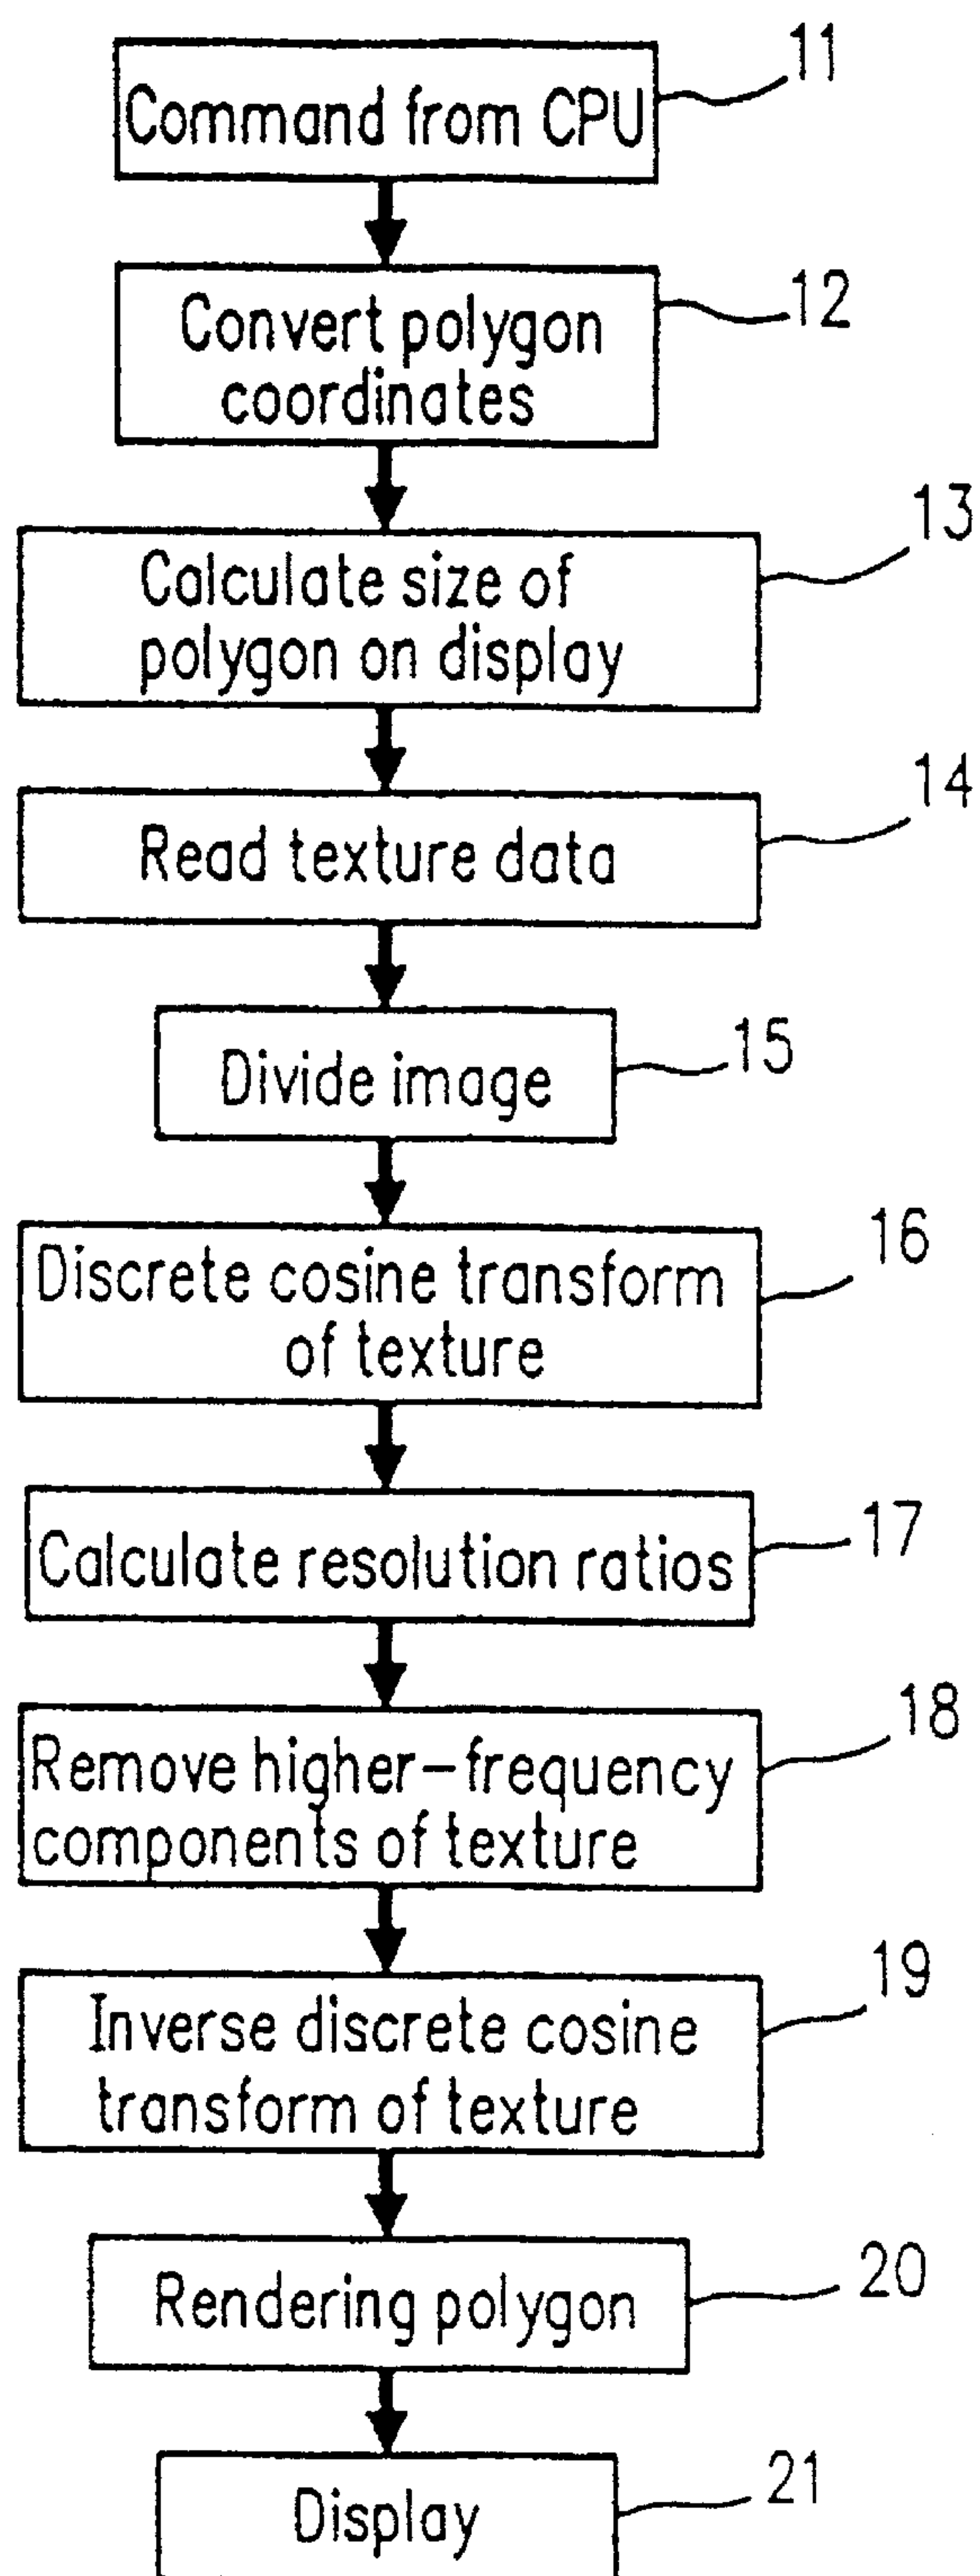 11
Command from CPU
12
Convert polygon
coordinates
13
Calculate size of
polygon on display
14
Read texture data
15
Divide image
16
Discrete cosine transform
of texture
17
Calculate resolution ratios
18
Remove higher-frequency
components of texture
19
Inverse discrete cosine
transform of texture
20
Rendering polygon
21
Display